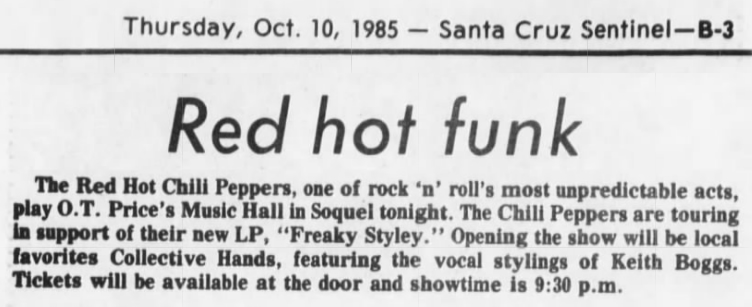 Thursday, Oct. 10, 1985 — Santa Cruz Sentinel—B-3
Red hot funk
The Red Hot Chili Peppers, one of rock 'n' roll's most unpredictable acts,
play O.T. Price's Music Hall in Soquel tonight. The Chili Peppers are touring
in support of their new LP, "Freaky Styley." Opening the show will be local
favorites Collective Hands, featuring the vocal stylings of Keith Boggs.
Tickets will be available at the door and showtime is 9:30 p.m.